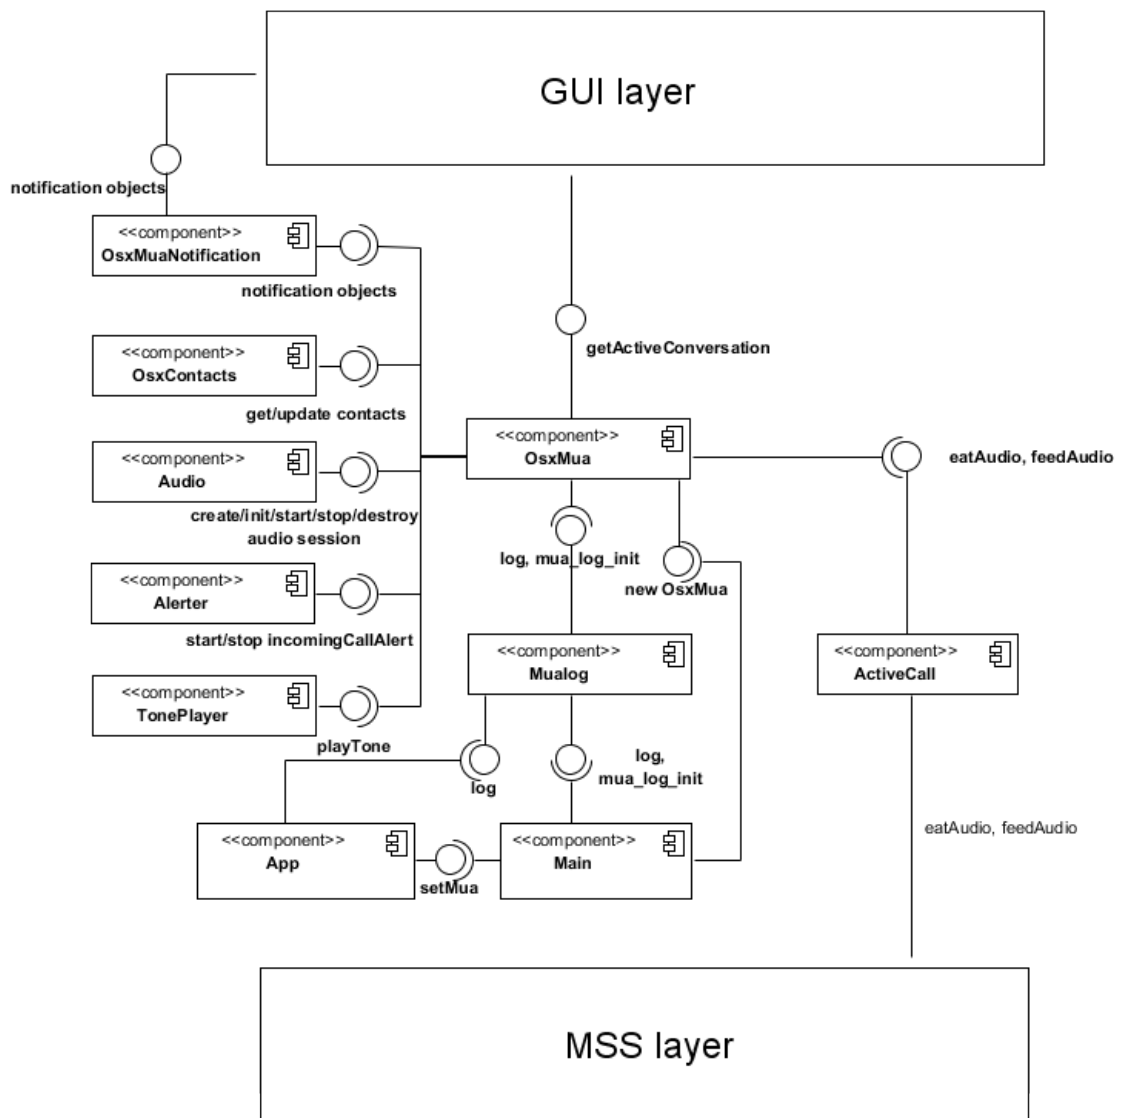 GUI layer
notification objects
<<component>>
OsxMuaNotification
notification objects
getActiveConversation
<<component>>
OsxContacts
get/update contacts
<<component>>
OsxMua
eatAudio, feedAudio
<<component>>
Audio
create/init/start/stop/destroy
audio session
log, mua_log_init
new OsxMua
<<component>>
Alerter
start/stop incomingCallAlert
<<component>>
Mualog
<<component>>
ActiveCall
<<component>>
TonePlayer
playTone
log
log,
mua_log_init
<<component>>
App
setMua
<<component>>
Main
eatAudio, feedAudio
MSS layer